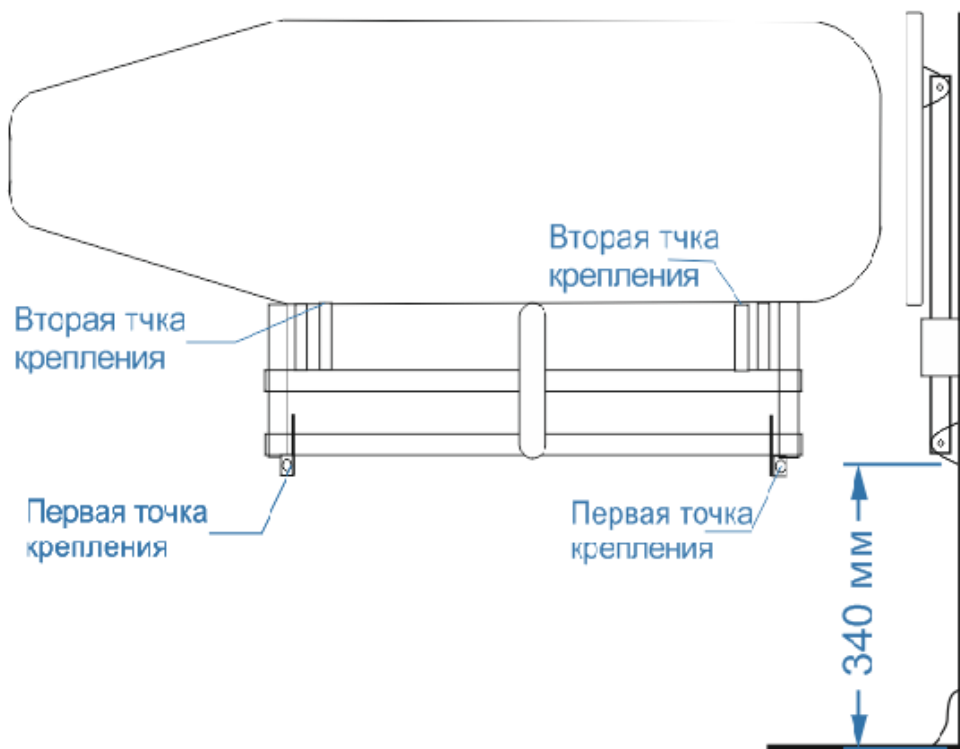 Вторая тчка
крепления
Вторая тчка
крепления
Первая точка
крепления
Первая точка
крепления
340 мм